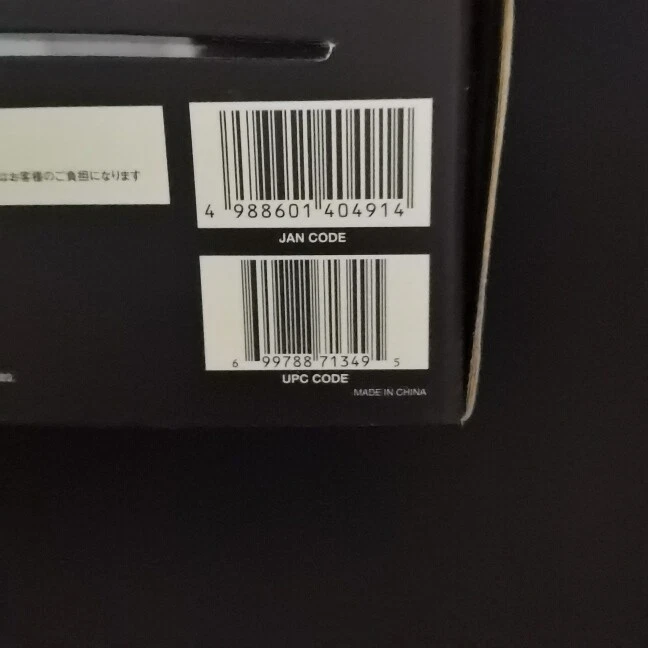 はお客様のご負担になります
4 988601 404914
JAN CODE
6 99788 71349 5
UPC CODE
MADE IN CHINA